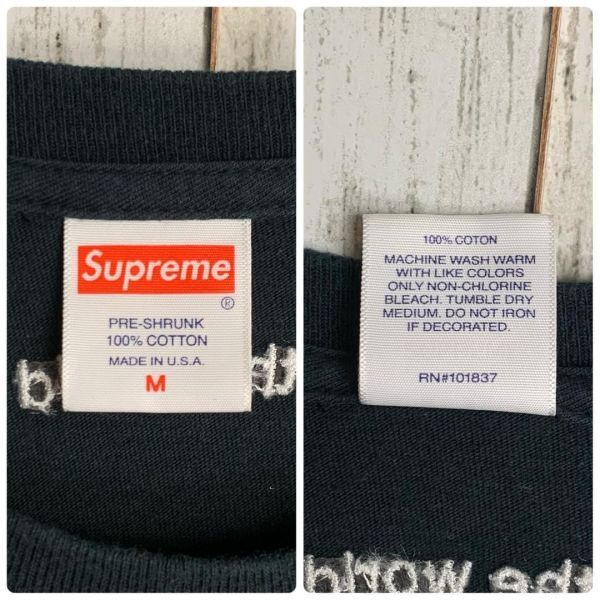 Supreme
®
PRE-SHRUNK
100% COTTON
MADE IN U.S.A.
M
100% COTON
MACHINE WASH WARM
WITH LIKE COLORS
ONLY NON-CHLORINE
BLEACH. TUMBLE DRY
MEDIUM. DO NOT IRON
IF DECORATED.
RN#101837